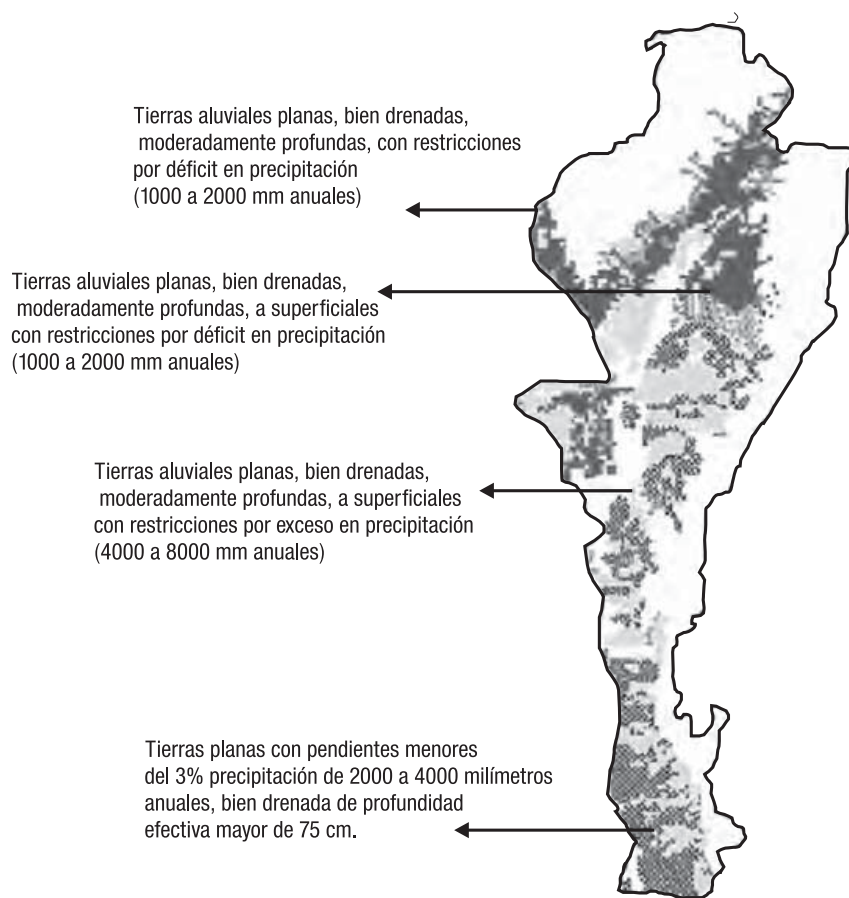 Tierras aluviales planas, bien drenadas,
moderadamente profundas, con restricciones
por déficit en precipitación
(1000 a 2000 mm anuales)
Tierras aluviales planas, bien drenadas,
moderadamente profundas, a superficiales
con restricciones por déficit en precipitación
(1000 a 2000 mm anuales)
Tierras aluviales planas, bien drenadas,
moderadamente profundas, a superficiales
con restricciones por exceso en precipitación
(4000 a 8000 mm anuales)
Tierras planas con pendientes menores
del 3% precipitación de 2000 a 4000 milímetros
anuales, bien drenada de profundidad
efectiva mayor de 75 cm.